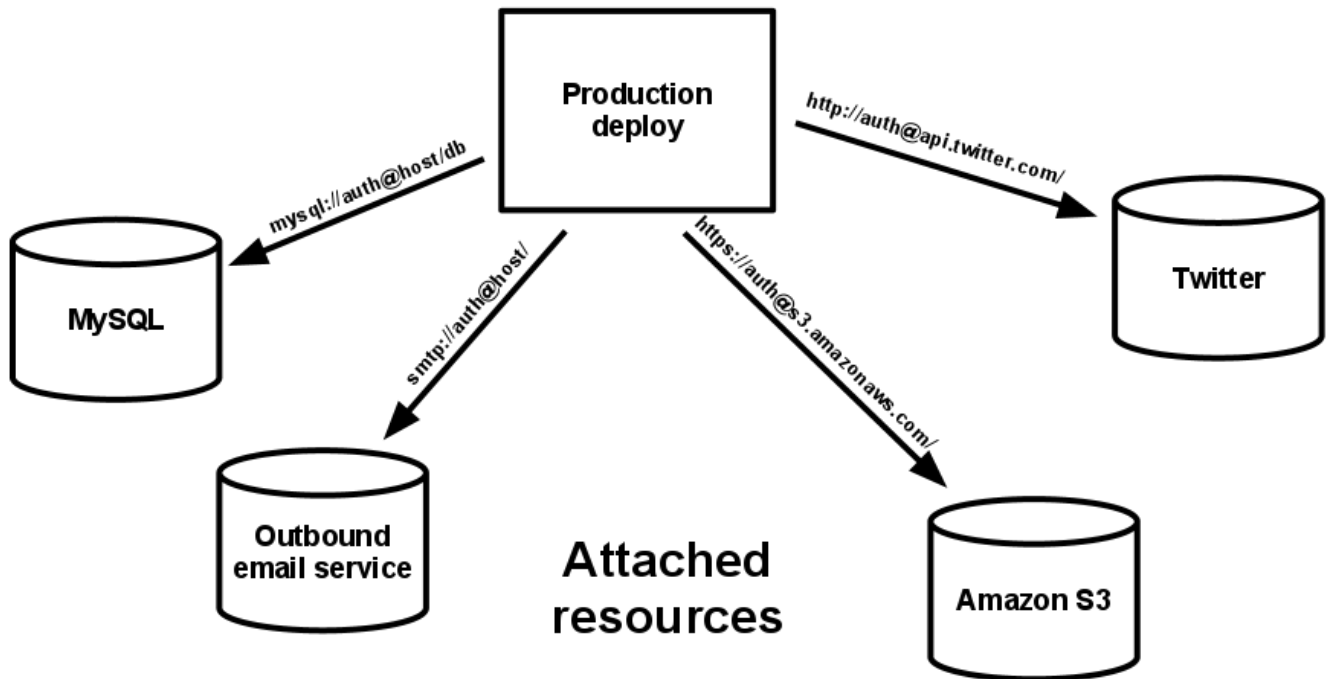 Production
deploy
http://auth@api.twitter.com/
mysql://auth@host/db
smtp://auth@host/
https://auth@s3.amazonaws.com/
MySQL
Twitter
Outbound
email service
Attached
resources
Amazon S3